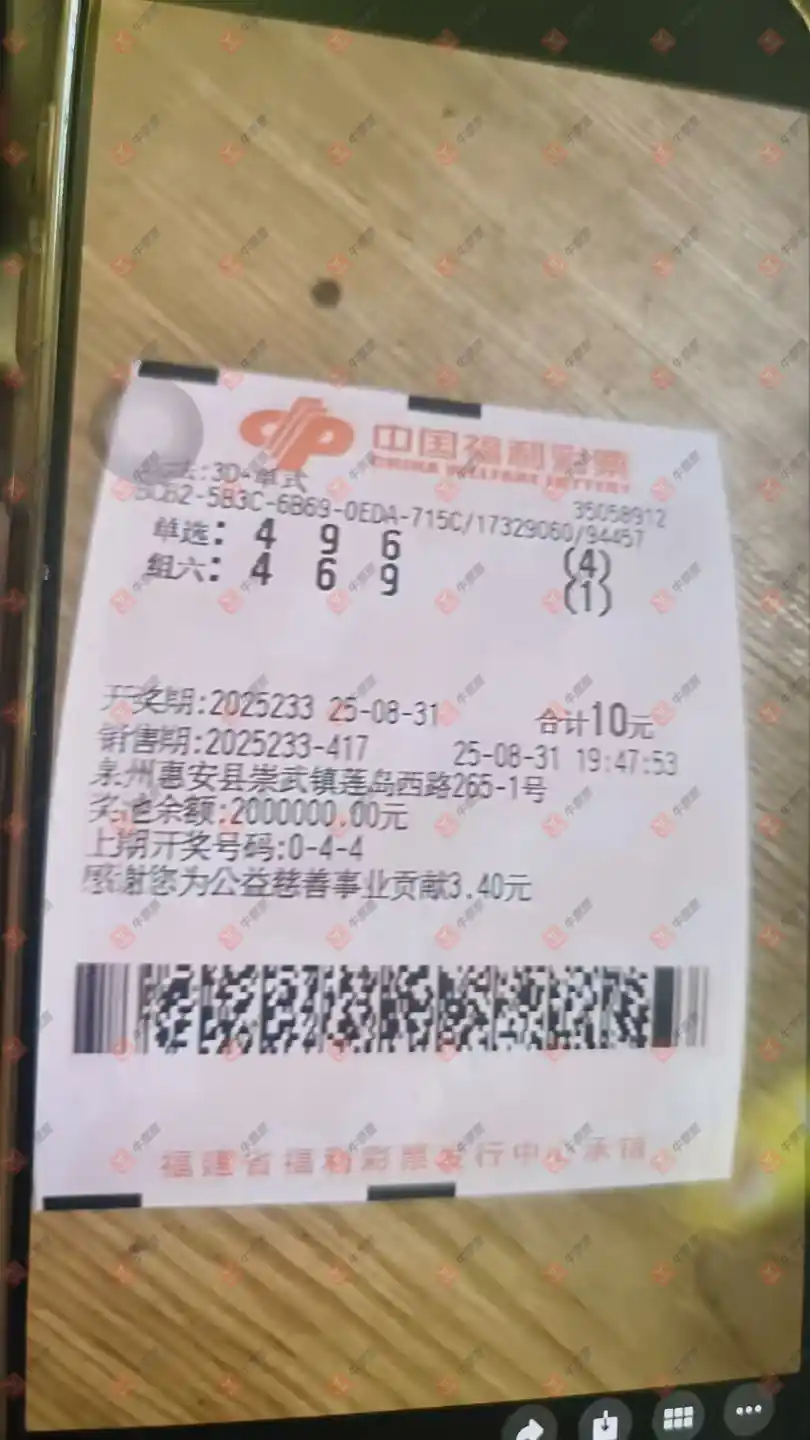 中国福利彩票
CHINA WELFARE LOTTERY
:3D-单式
35058912
5B3C-6B69-0EDA-715C/17329060/94457
单选: 4 9 6 (4)
组六: 4 6 9 (1)
开奖期:2025233 25-08-31 合计10元
销售期:2025233-417 25-08-31 19:47:53
泉州惠安县崇武镇莲岛西路265-1号
奖池余额:2000000.00元
上期开奖号码:0-4-4
感谢您为公益慈善事业贡献3.40元
福建省福利彩票发行中心承销